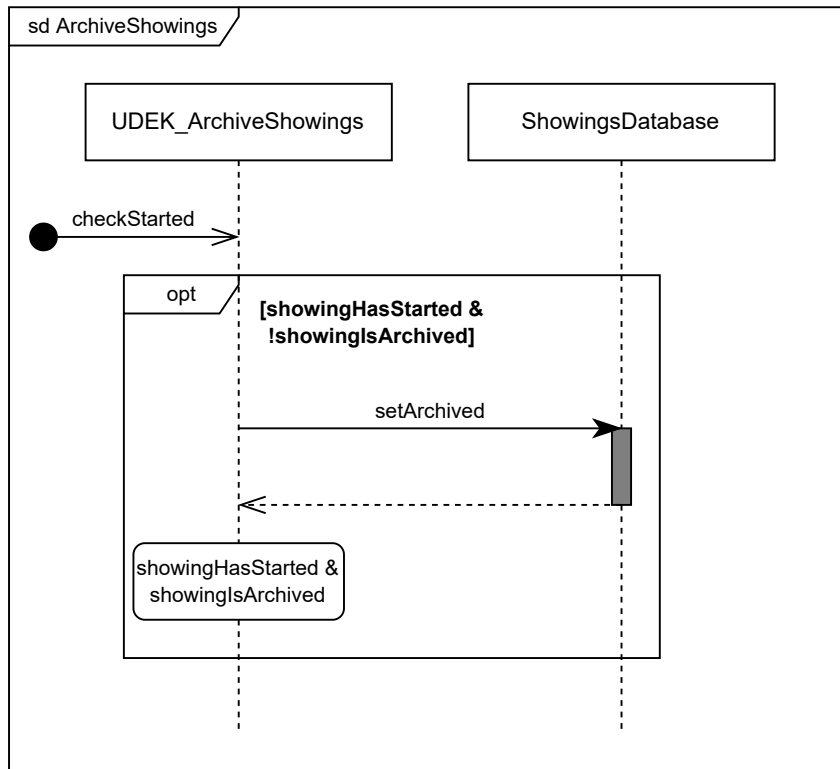 sd ArchiveShowings
UDEK_ArchiveShowings
ShowingsDatabase
checkStarted
opt
[showingHasStarted &
!showingIsArchived]
setArchived
showingHasStarted &
showingIsArchived